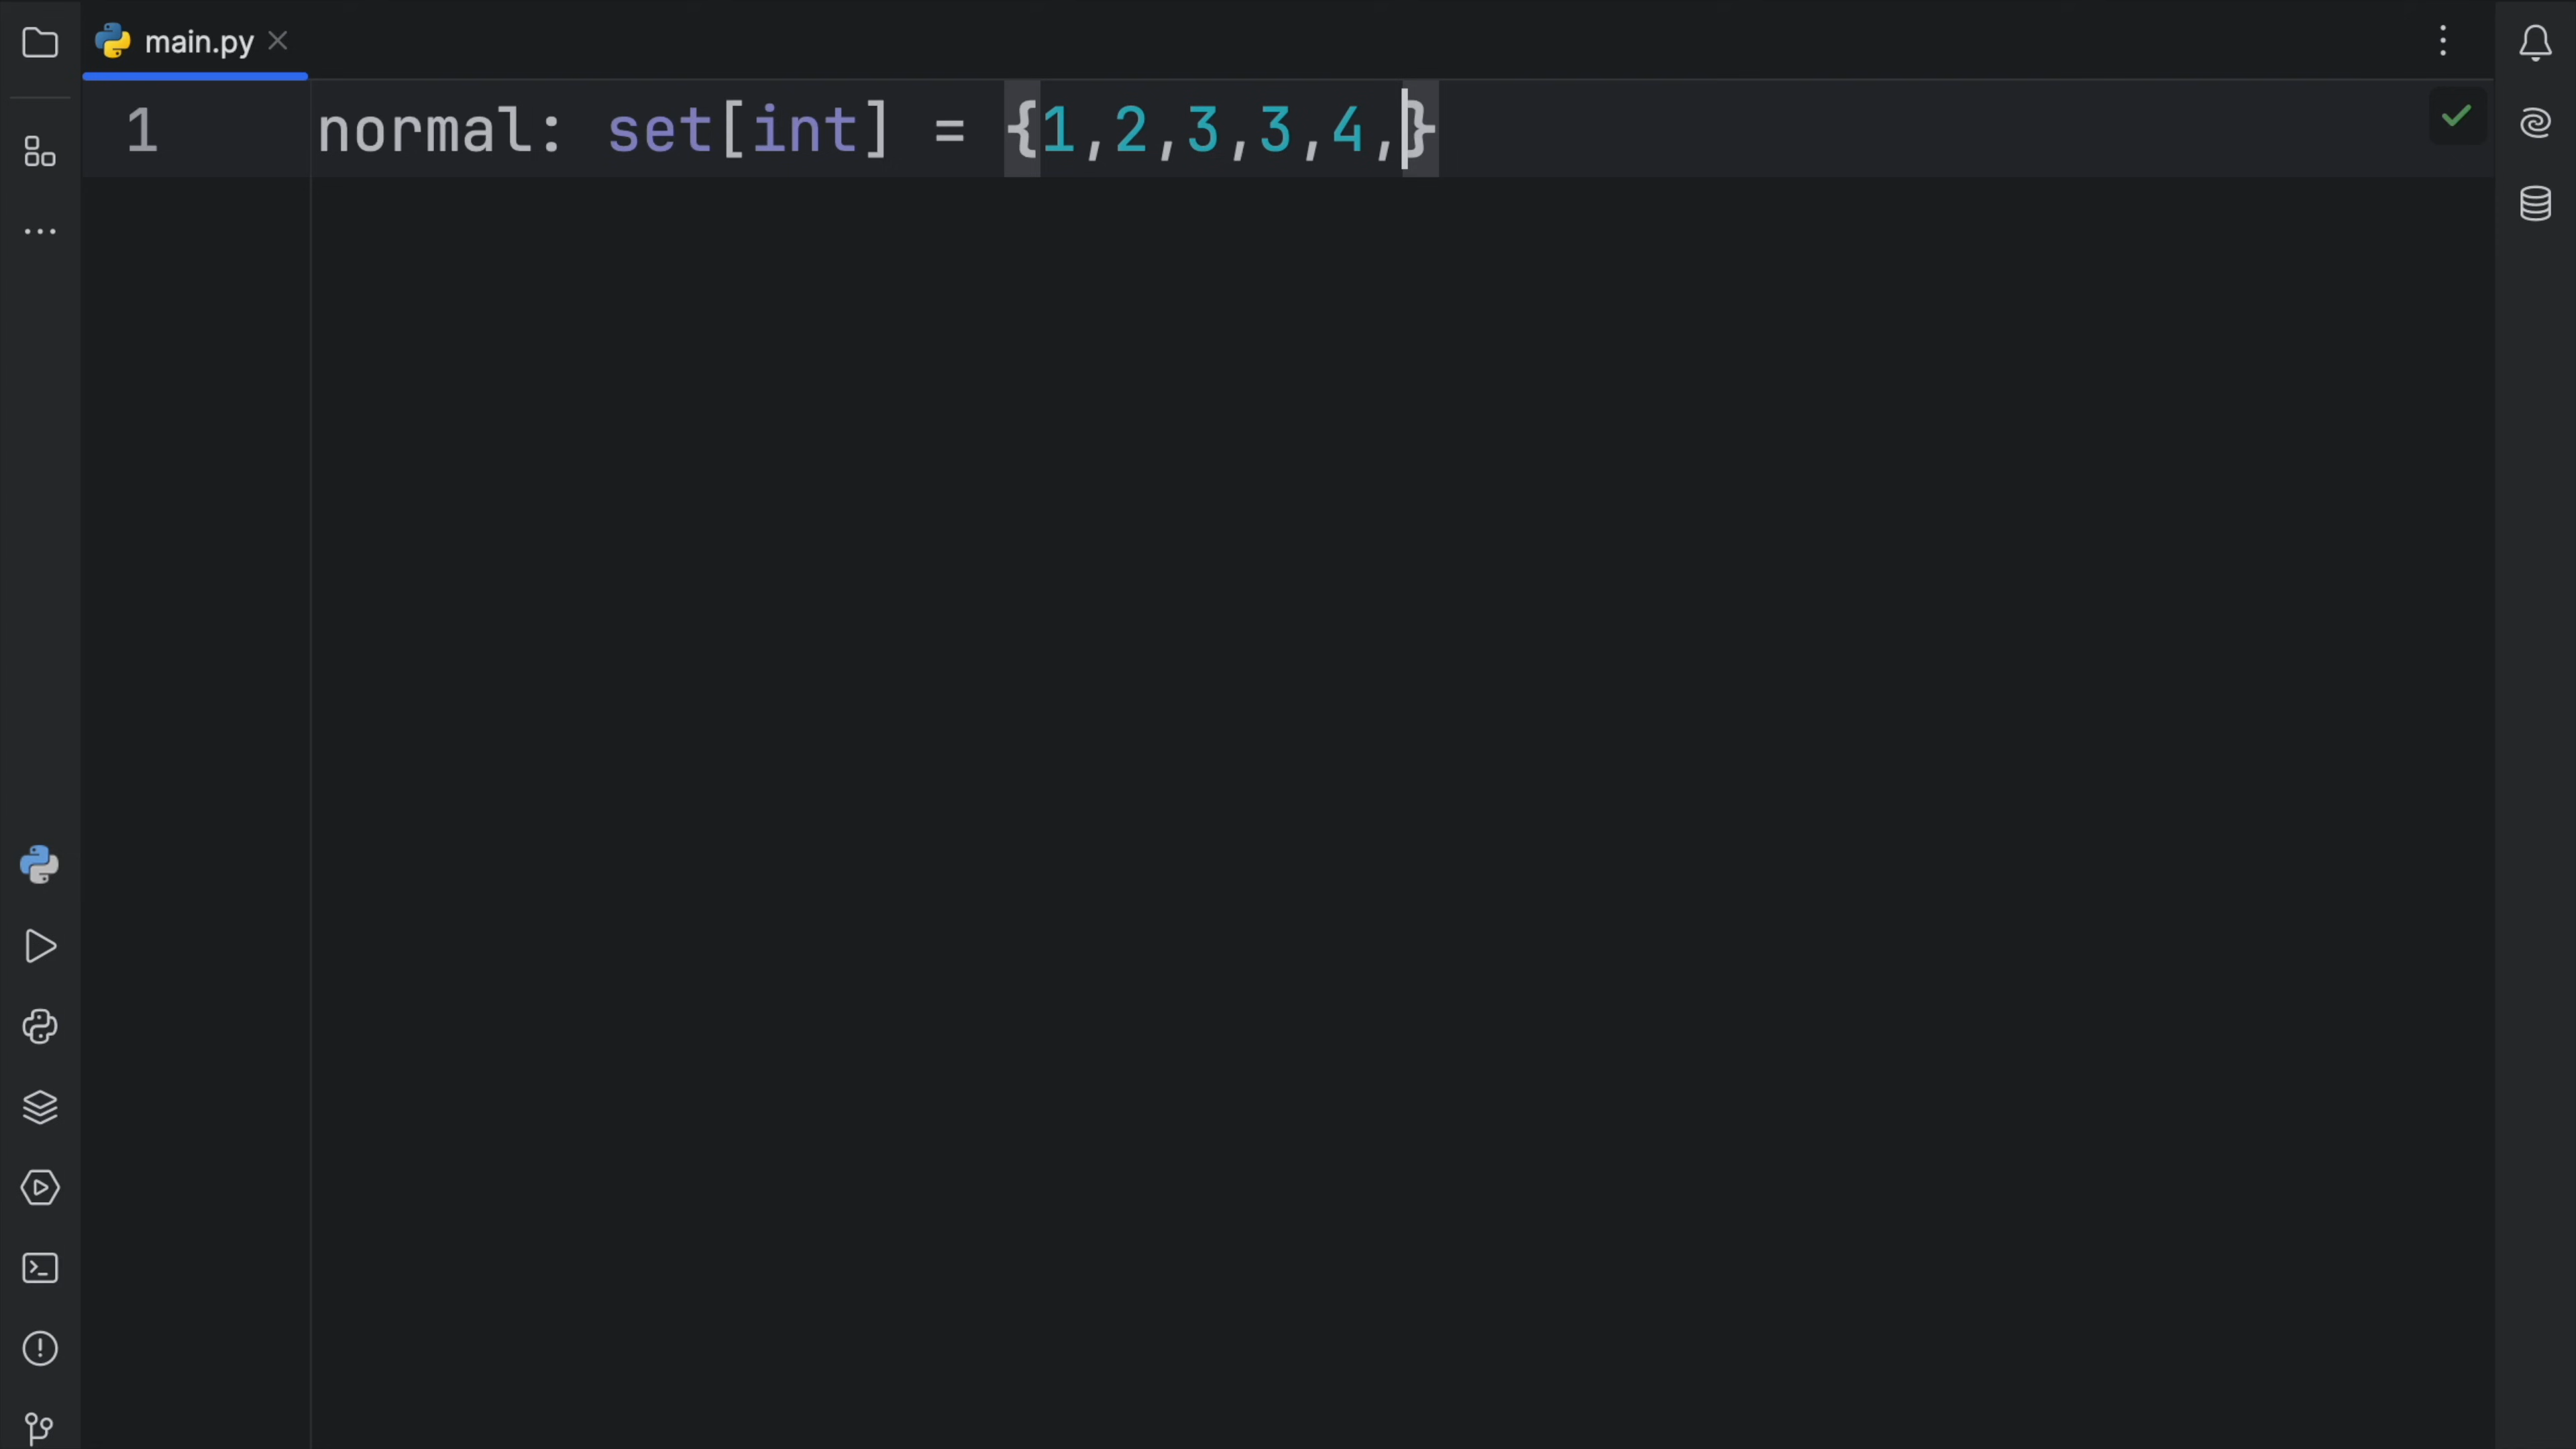 main.py
1 normal: set[int] = {1,2,3,3,4,}